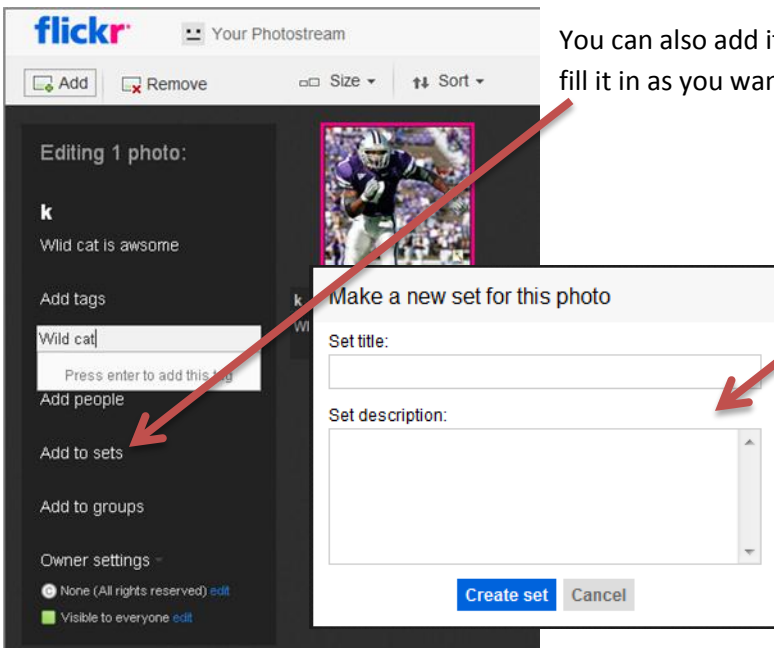 flickr
Your Photostream
You can also add
fill it in as you
Add
Remove
Size
Sort
Editing 1 photo:
k
Wlid cat is awsome
Add tags
Wild cat
Press enter to add this tag
Add people
Add to sets
Add to groups
Owner settings
None (All rights reserved) edit
Visible to everyone edit
k
Make a new set for this photo
Set title:
Set description:
Create set
Cancel